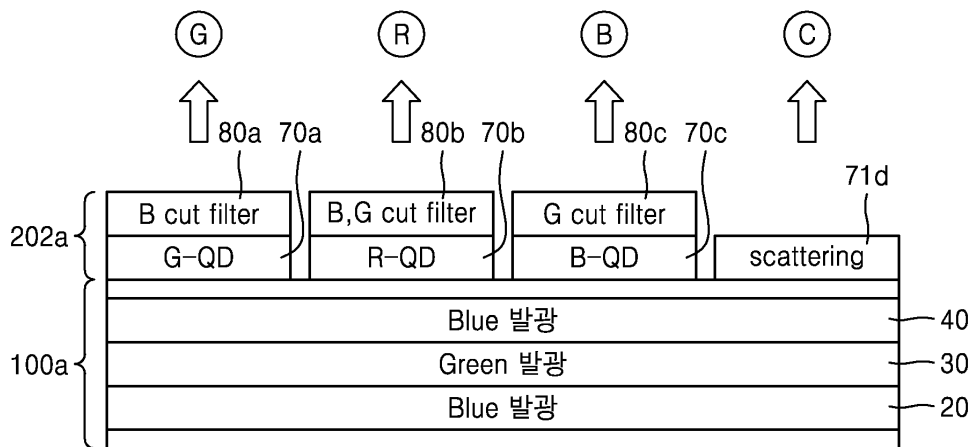 G R B C
80a 70a 80b 70b 80c 70c
71d
202a
B cut filter B,G cut filter G cut filter
G-QD R-QD B-QD scattering
100a
Blue 발광 40
Green 발광 30
Blue 발광 20